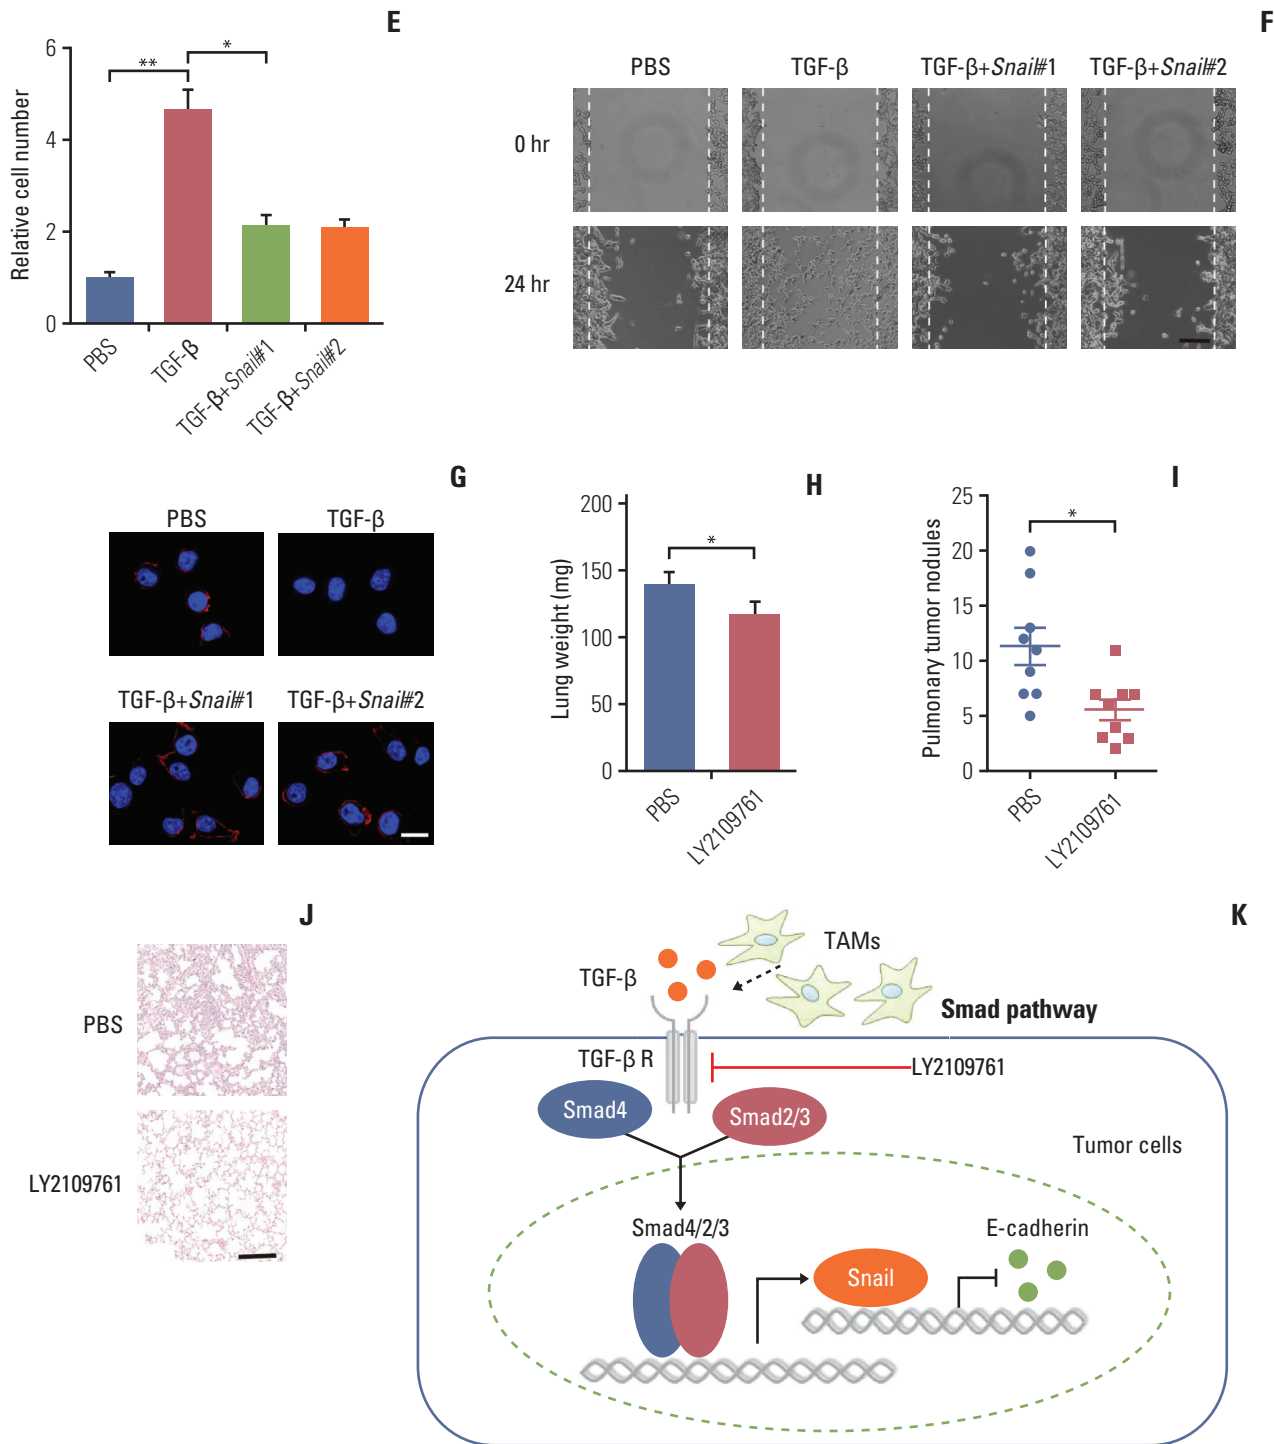 E
6
4
2
0
Relative cell number
**
*
PBS
TGF-β
TGF-β+Snail#1
TGF-β+Snail#2
F
PBS
TGF-β
TGF-β+Snail#1
TGF-β+Snail#2
0 hr
24 hr
G
PBS
TGF-β
TGF-β+Snail#1
TGF-β+Snail#2
H
200
150
100
50
0
Lung weight (mg)
*
PBS
LY2109761
I
25
20
15
10
5
0
Pulmonary tumor nodules
*
PBS
LY2109761
J
PBS
LY2109761
K
TAMs
TGF-β
Smad pathway
TGF-β R
LY2109761
Smad4
Smad2/3
Tumor cells
Smad4/2/3
E-cadherin
Snail